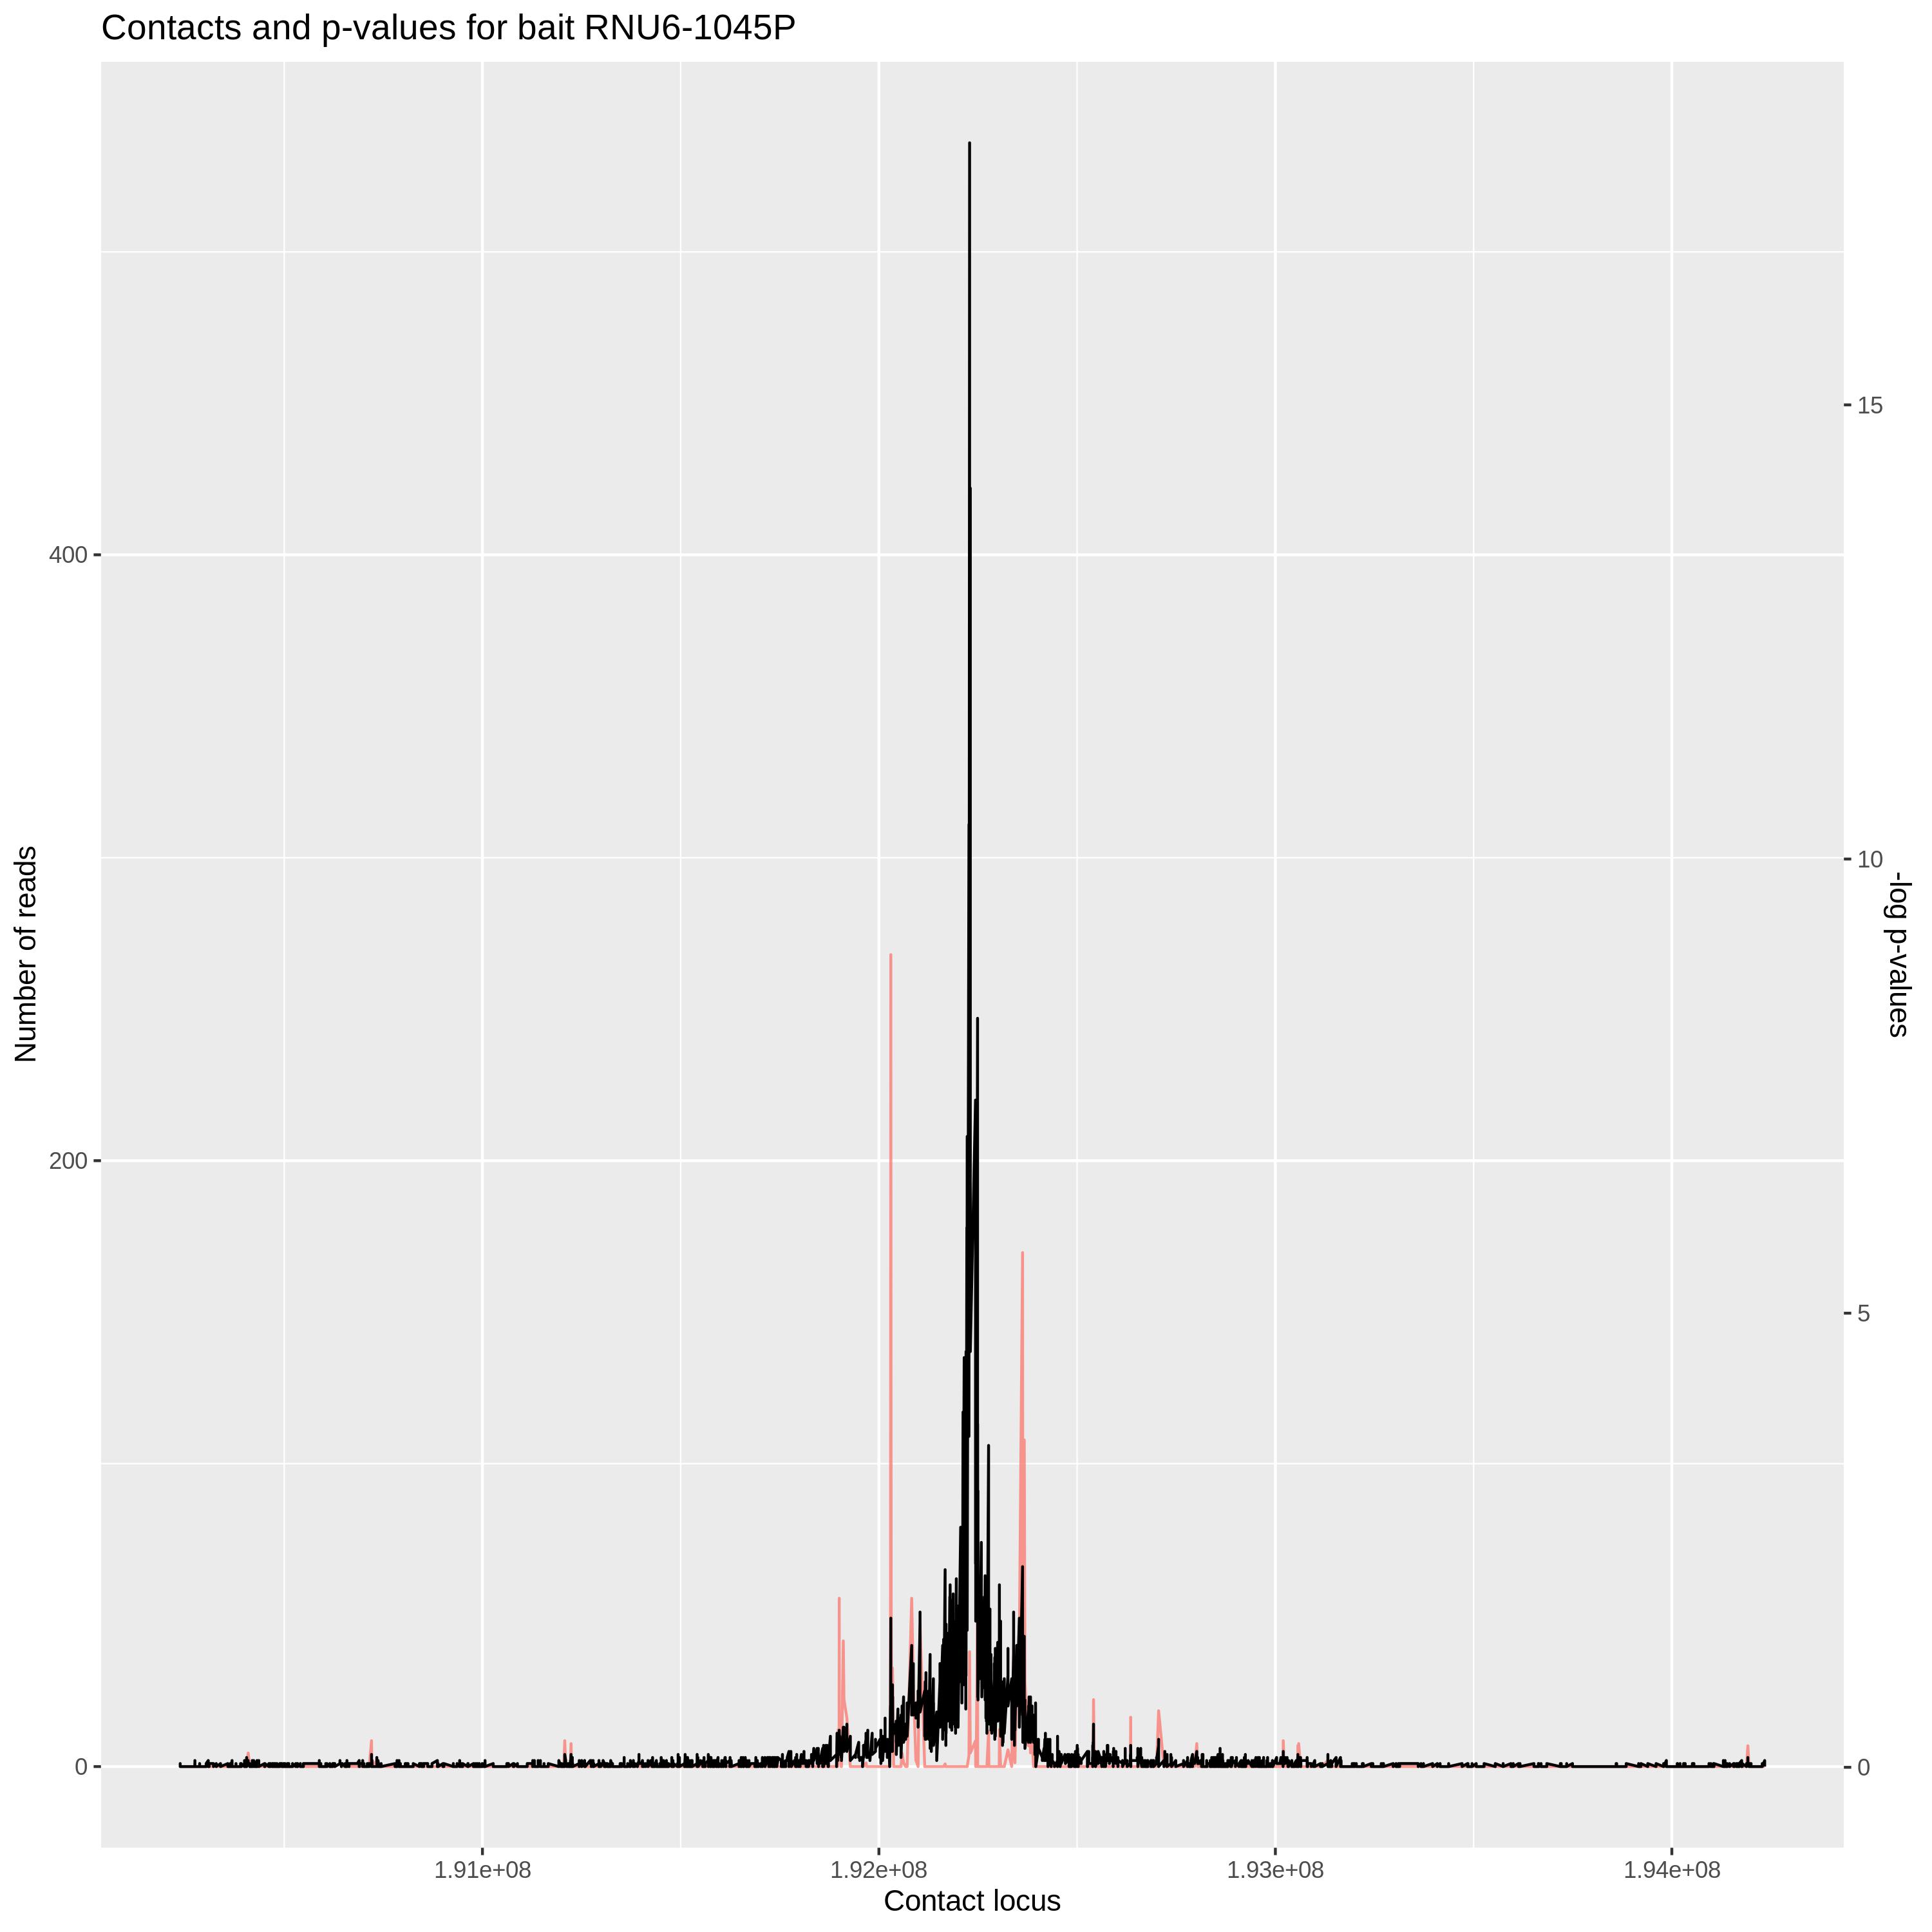 Contacts and p-values for bait RNU6-1045P
400
200
0
Number of reads
15
10
5
0
-log p-values
1.91e+08
1.92e+08
1.93e+08
1.94e+08
Contact locus